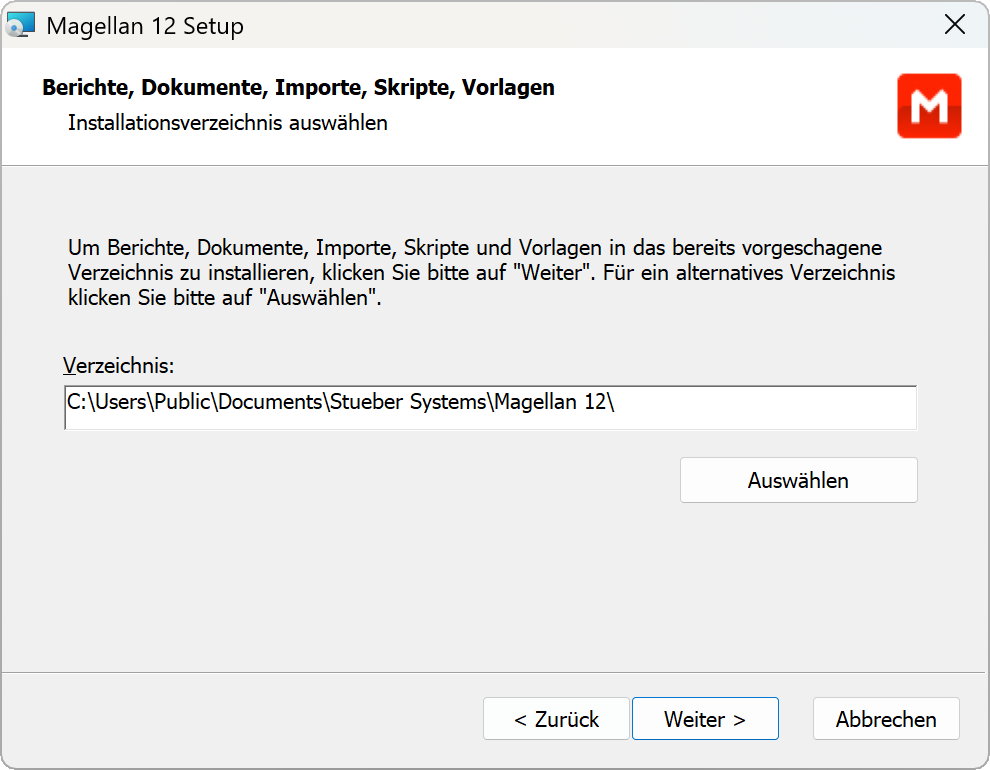 Magellan 12 Setup
Berichte, Dokumente, Importe, Skripte, Vorlagen
Installationsverzeichnis auswählen
M
Um Berichte, Dokumente, Importe, Skripte und Vorlagen in das bereits vorgeschagene
Verzeichnis zu installieren, klicken Sie bitte auf "Weiter". Für ein alternatives Verzeichnis
klicken Sie bitte auf "Auswählen".
Verzeichnis:
C:\Users\Public\Documents\Stueber Systems\Magellan 12\
Auswählen
< Zurück
Weiter >
Abbrechen